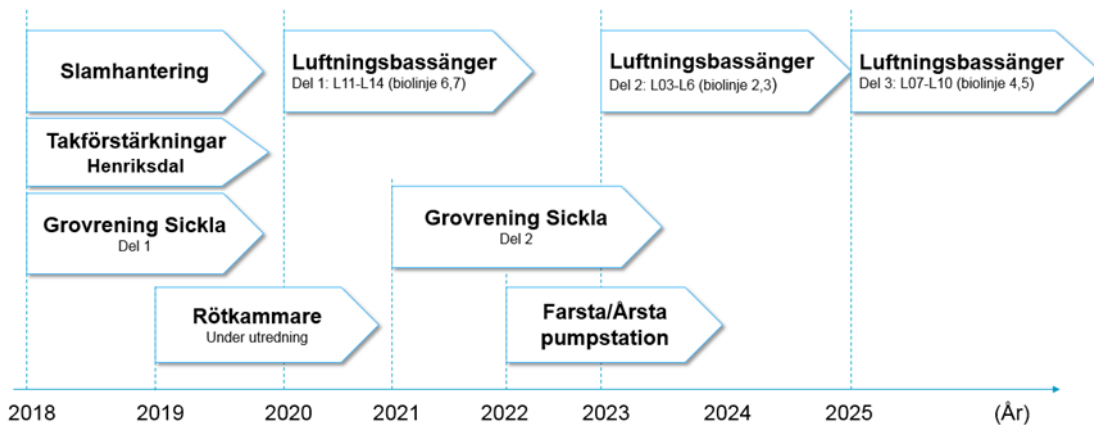 Slamhantering
Luftningsbassänger
Del 1: L11-L14 (biolinje 6,7)
Luftningsbassänger
Del 2: L03-L6 (biolinje 2,3)
Luftningsbassänger
Del 3: L07-L10 (biolinje 4,5)
Takförstärkningar
Henriksdal
Grovrening Sickla
Del 1
Grovrening Sickla
Del 2
Rötkammare
Under utredning
Farsta/Årsta
pumpstation
2018 2019 2020 2021 2022 2023 2024 2025 (År)